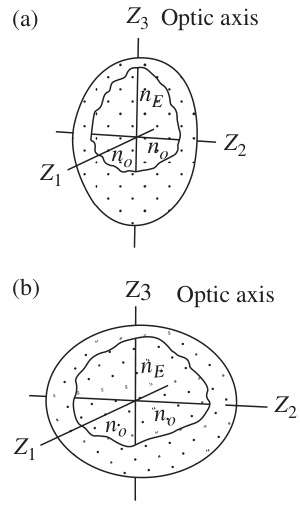 (a) Z3 Optic axis
nE
no no
Z2
Z1
(b) Z3 Optic axis
nE
no no
Z2
Z1